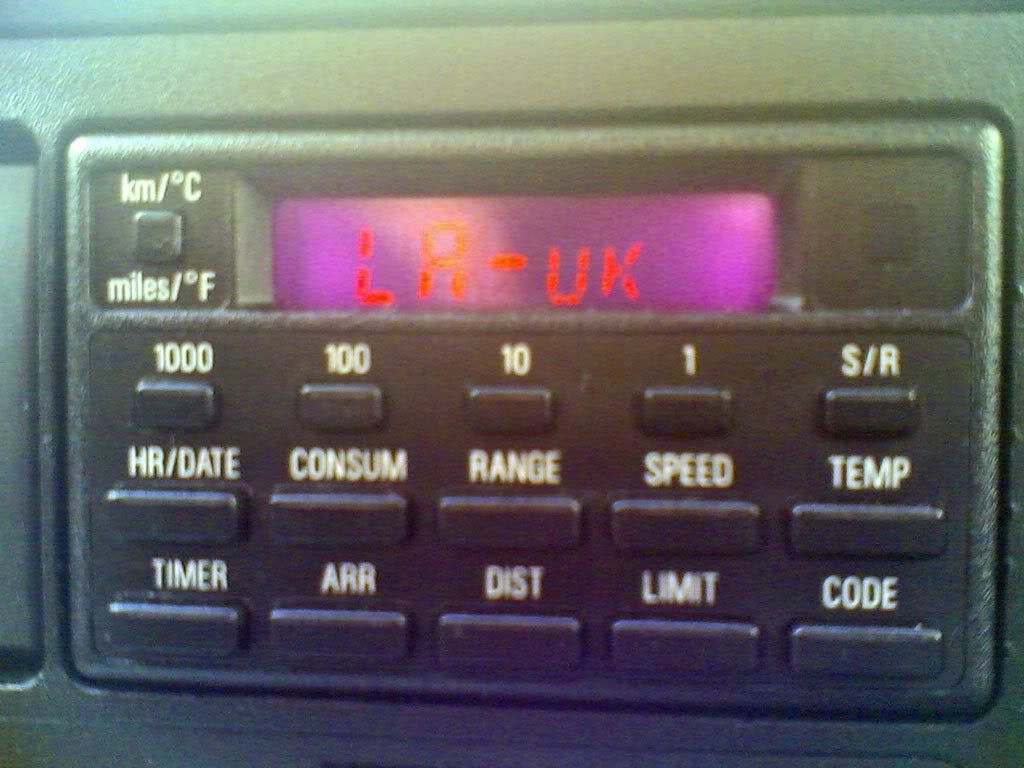 km/°C
LA-UK
miles/°F
1000 100 10 1 S/R
HR/DATE CONSUM RANGE SPEED TEMP
TIMER ARR DIST LIMIT CODE